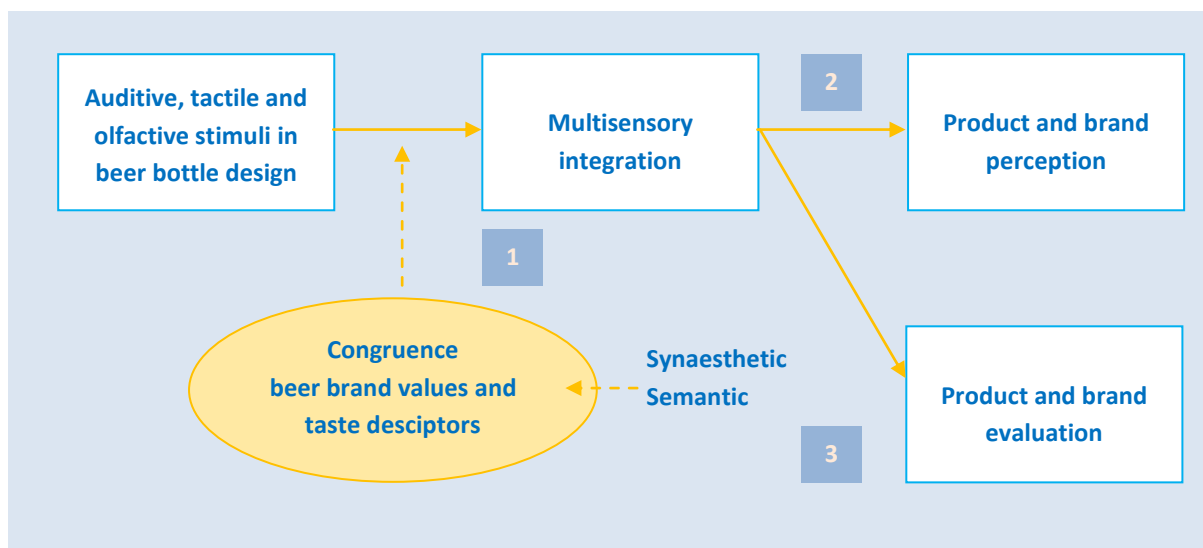 Auditive, tactile and
olfactive stimuli in
beer bottle design
Multisensory
integration
2
Product and brand
perception
1
Congruence
beer brand values and
taste desciptors
Synaesthetic
Semantic
Product and brand
evaluation
3